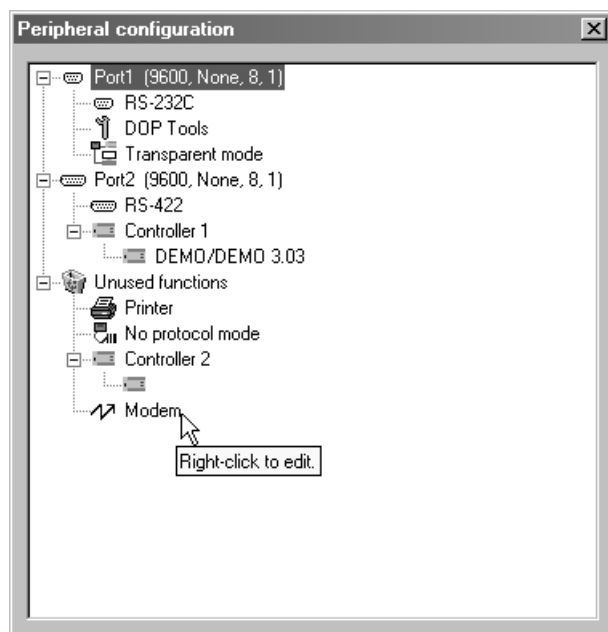 Peripheral configuration
Port1 (9600, None, 8, 1)
RS-232C
DOP Tools
Transparent mode
Port2 (9600, None, 8, 1)
RS-422
Controller 1
DEMO/DEMO 3.03
Unused functions
Printer
No protocol mode
Controller 2
Modem
Right-click to edit.